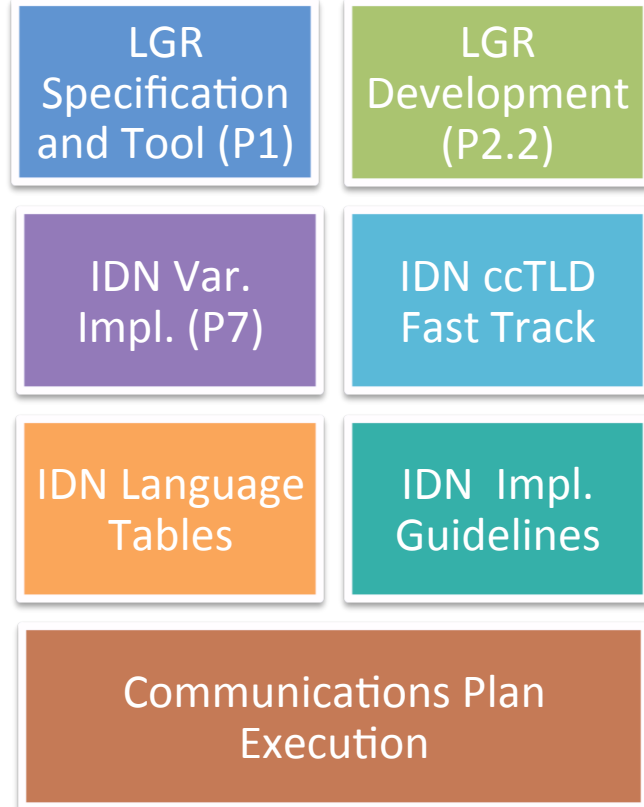 LGR
Specification
and Tool (P1)
LGR
Development
(P2.2)
IDN Var.
Impl. (P7)
IDN ccTLD
Fast Track
IDN Language
Tables
IDN Impl.
Guidelines
Communications Plan
Execution